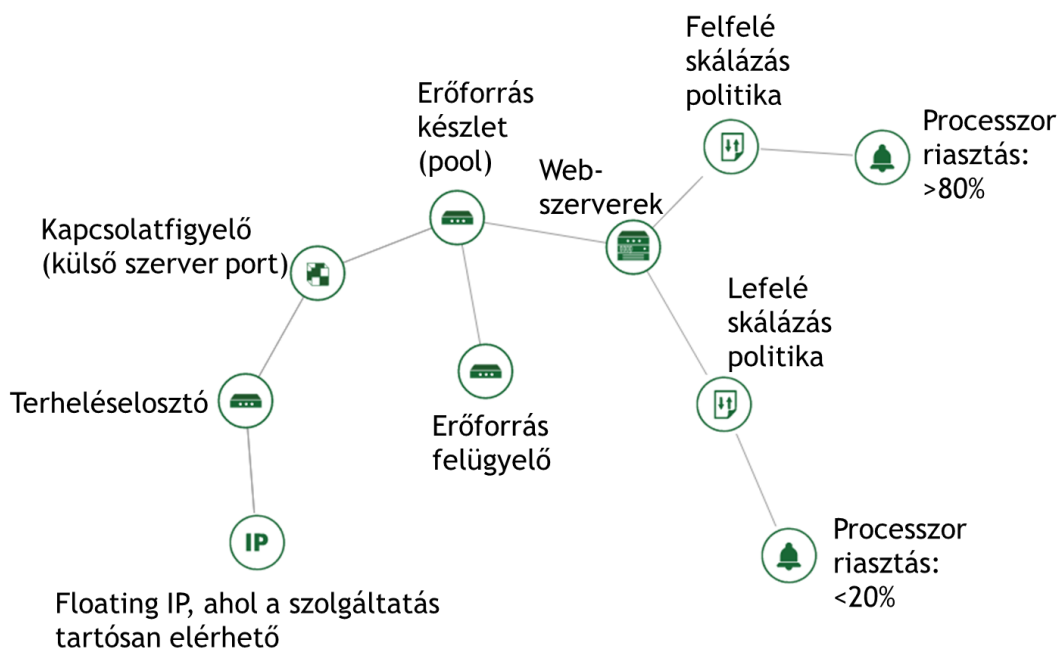 Felfelé
skálázás
politika
Erőforrás
készlet
(pool)
Processzor
riasztás:
>80%
Web-
szerverek
Kapcsolatfigyelő
(külső szerver port)
Lefelé
skálázás
politika
Terheléselosztó
Erőforrás
felügyelő
IP
Processzor
riasztás:
<20%
Floating IP, ahol a szolgáltatás
tartósan elérhető